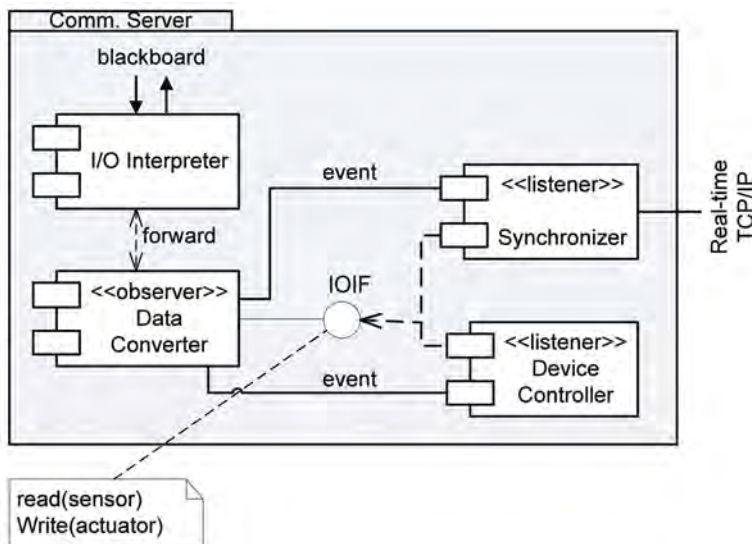 Comm. Server
blackboard
I/O Interpreter
forward
<<observer>>
Data
Converter
event
IOIF
event
<<listener>>
Synchronizer
<<listener>>
Device
Controller
Real-time
TCP/IP
read(sensor)
Write(actuator)